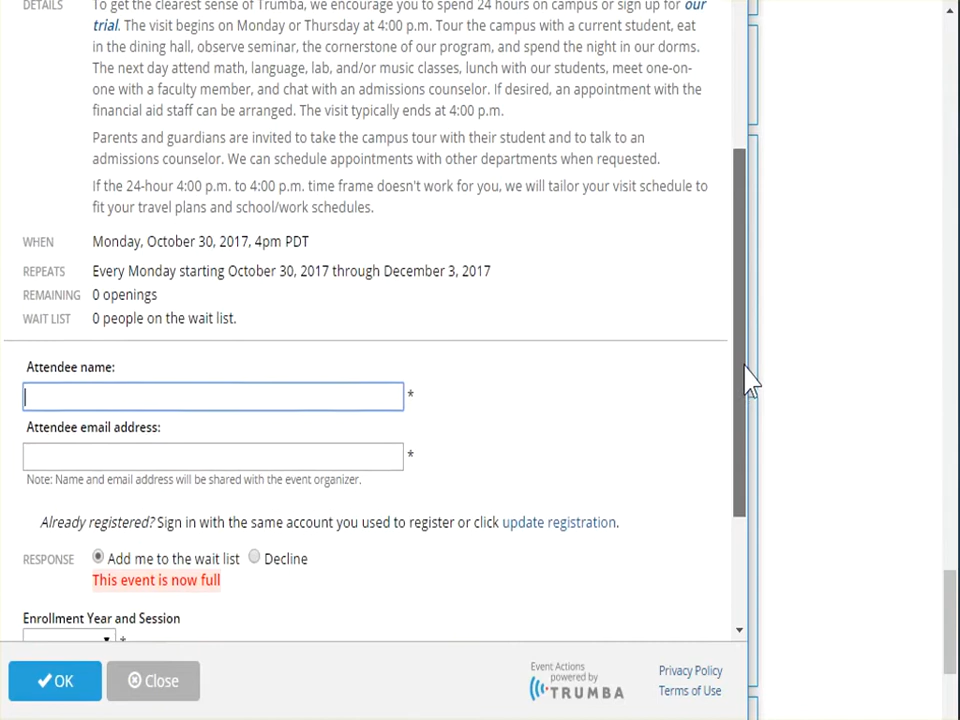 DETAILS To get the clearest sense of Trumba, we encourage you to spend 24 hours on campus or sign up for our
trial. The visit begins on Monday or Thursday at 4:00 p.m. Tour the campus with a current student, eat
in the dining hall, observe seminar, the cornerstone of our program, and spend the night in our dorms.
The next day attend math, language, lab, and/or music classes, lunch with our students, meet one-on-
one with a faculty member, and chat with an admissions counselor. If desired, an appointment with the
financial aid staff can be arranged. The visit typically ends at 4:00 p.m.
Parents and guardians are invited to take the campus tour with their student and to talk to an
admissions counselor. We can schedule appointments with other departments when requested.
If the 24-hour 4:00 p.m. to 4:00 p.m. time frame doesn't work for you, we will tailor your visit schedule to
fit your travel plans and school/work schedules.
WHEN Monday, October 30, 2017, 4pm PDT
REPEATS Every Monday starting October 30, 2017 through December 3, 2017
REMAINING 0 openings
WAIT LIST 0 people on the wait list.
Attendee name:
*
Attendee email address:
*
Note: Name and email address will be shared with the event organizer.
Already registered? Sign in with the same account you used to register or click update registration.
RESPONSE Add me to the wait list Decline
This event is now full
Enrollment Year and Session
*
OK Close
Event Actions
powered by
TRUMBA
Privacy Policy
Terms of Use